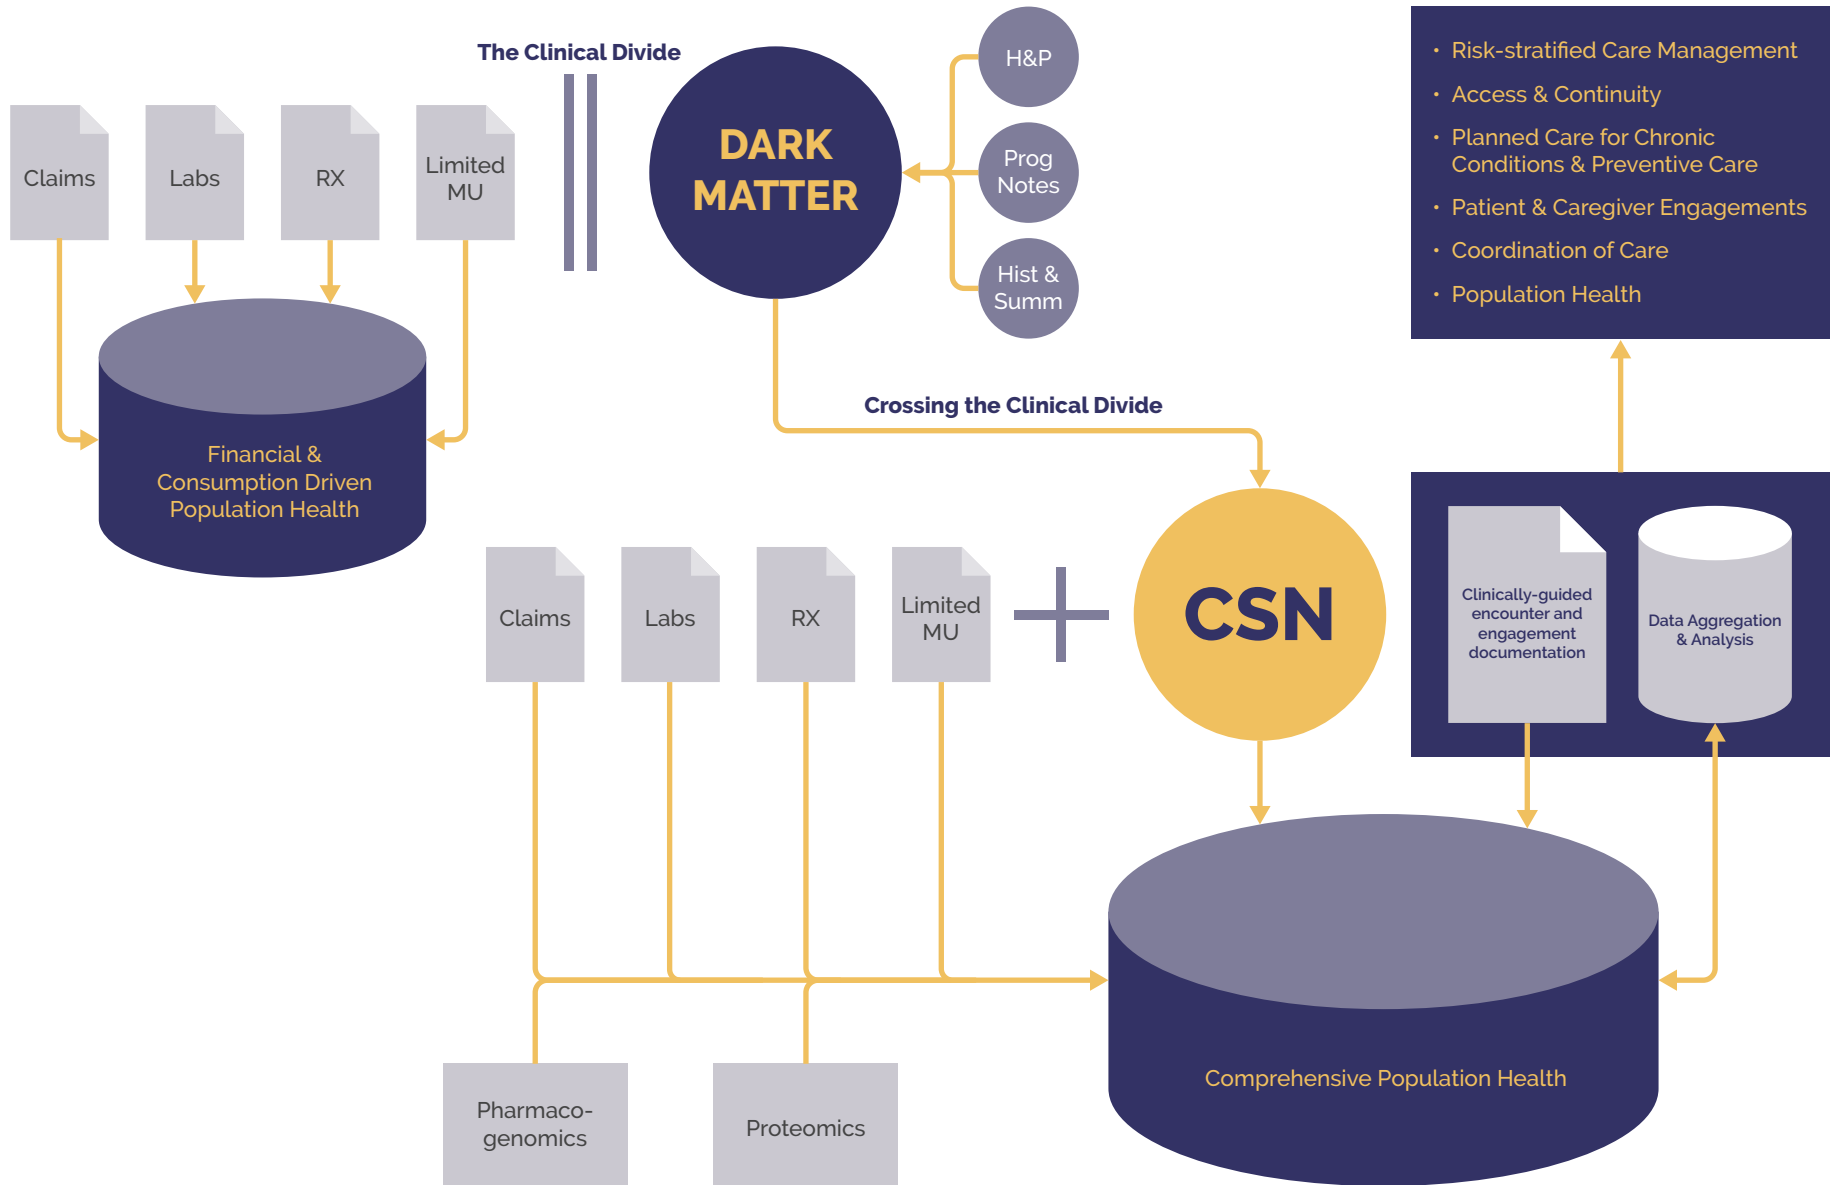 The Clinical Divide
Claims
Labs
RX
Limited
MU
Financial &
Consumption Driven
Population Health
DARK
MATTER
H&P
Prog
Notes
Hist &
Summ
• Risk-stratified Care Management
• Access & Continuity
• Planned Care for Chronic
Conditions & Preventive Care
• Patient & Caregiver Engagements
• Coordination of Care
• Population Health
Crossing the Clinical Divide
Claims
Labs
RX
Limited
MU
CSN
Clinically-guided
encounter and
engagement
documentation
Data Aggregation
& Analysis
Pharmaco-
genomics
Proteomics
Comprehensive Population Health